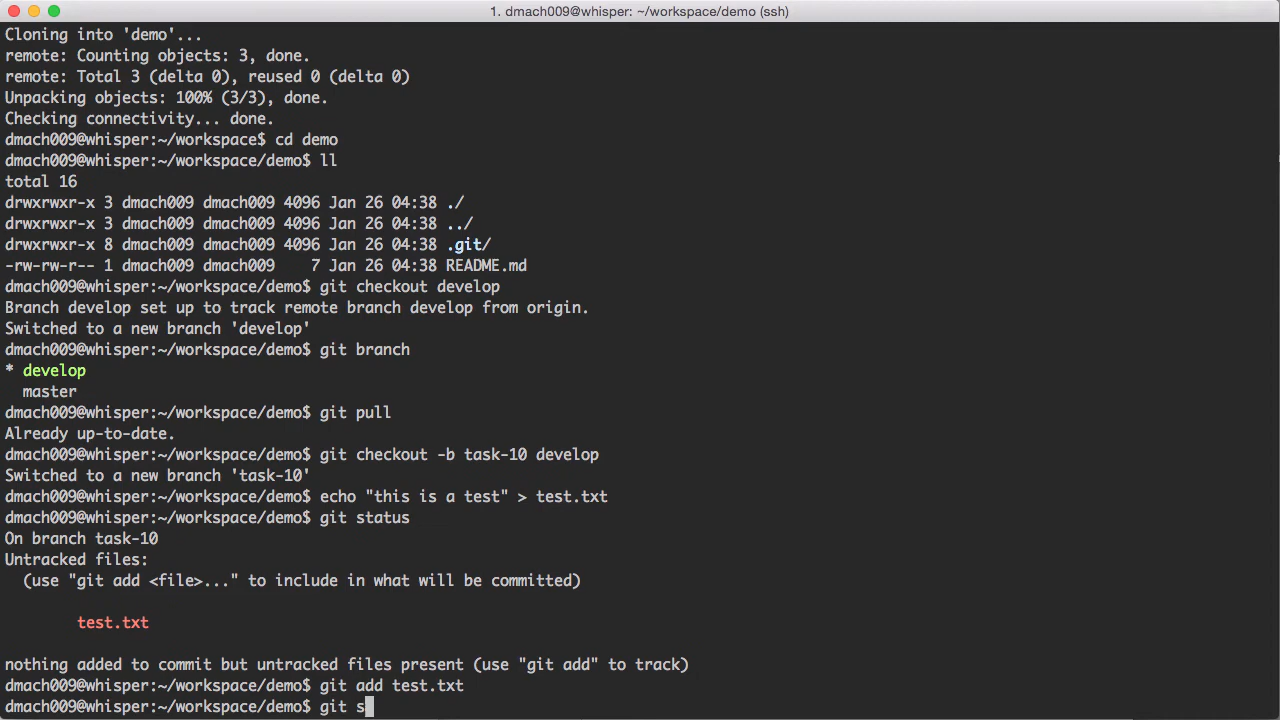 1. dmach009@whisper: ~/workspace/demo (ssh)
Cloning into 'demo'...
remote: Counting objects: 3, done.
remote: Total 3 (delta 0), reused 0 (delta 0)
Unpacking objects: 100% (3/3), done.
Checking connectivity... done.
dmach009@whisper:~/workspace$ cd demo
dmach009@whisper:~/workspace/demo$ ll
total 16
drwxrwxr-x 3 dmach009 dmach009 4096 Jan 26 04:38 ./
drwxrwxr-x 3 dmach009 dmach009 4096 Jan 26 04:38 ../
drwxrwxr-x 8 dmach009 dmach009 4096 Jan 26 04:38 .git/
-rw-rw-r-- 1 dmach009 dmach009    7 Jan 26 04:38 README.md
dmach009@whisper:~/workspace/demo$ git checkout develop
Branch develop set up to track remote branch develop from origin.
Switched to a new branch 'develop'
dmach009@whisper:~/workspace/demo$ git branch
* develop
  master
dmach009@whisper:~/workspace/demo$ git pull
Already up-to-date.
dmach009@whisper:~/workspace/demo$ git checkout -b task-10 develop
Switched to a new branch 'task-10'
dmach009@whisper:~/workspace/demo$ echo "this is a test" > test.txt
dmach009@whisper:~/workspace/demo$ git status
On branch task-10
Untracked files:
  (use "git add <file>..." to include in what will be committed)
        test.txt
nothing added to commit but untracked files present (use "git add" to track)
dmach009@whisper:~/workspace/demo$ git add test.txt
dmach009@whisper:~/workspace/demo$ git s